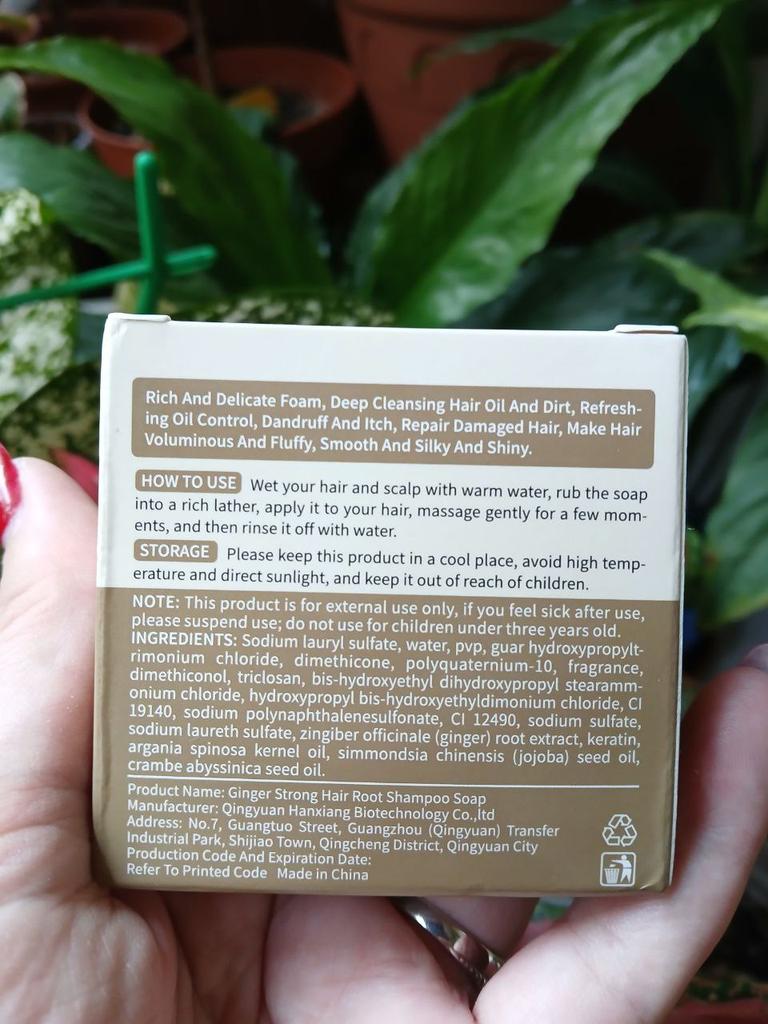 Rich And Delicate Foam, Deep Cleansing Hair Oil And Dirt, Refresh-
ing Oil Control, Dandruff And Itch, Repair Damaged Hair, Make Hair
Voluminous And Fluffy, Smooth And Silky And Shiny.
HOW TO USE Wet your hair and scalp with warm water, rub the soap
into a rich lather, apply it to your hair, massage gently for a few mom-
ents, and then rinse it off with water.
STORAGE Please keep this product in a cool place, avoid high temp-
erature and direct sunlight, and keep it out of reach of children.
NOTE: This product is for external use only, if you feel sick after use,
please suspend use; do not use for children under three years old.
INGREDIENTS: Sodium lauryl sulfate, water, pvp, guar hydroxypropylt-
rimonium chloride, dimethicone, polyquaternium-10, fragrance,
dimethiconol, triclosan, bis-hydroxyethyl dihydroxypropyl stearamm-
onium chloride, hydroxypropyl bis-hydroxyethyldimonium chloride, CI
19140, sodium polynaphthalenesulfonate, CI 12490, sodium sulfate,
sodium laureth sulfate, zingiber officinale (ginger) root extract, keratin,
argania spinosa kernel oil, simmondsia chinensis (jojoba) seed oil,
crambe abyssinica seed oil.
Product Name: Ginger Strong Hair Root Shampoo Soap
Manufacturer: Qingyuan Hanxiang Biotechnology Co.,ltd
Address: No.7, Guangtuo Street, Guangzhou (Qingyuan) Transfer
Industrial Park, Shijiao Town, Qingcheng District, Qingyuan City
Production Code And Expiration Date:
Refer To Printed Code Made in China